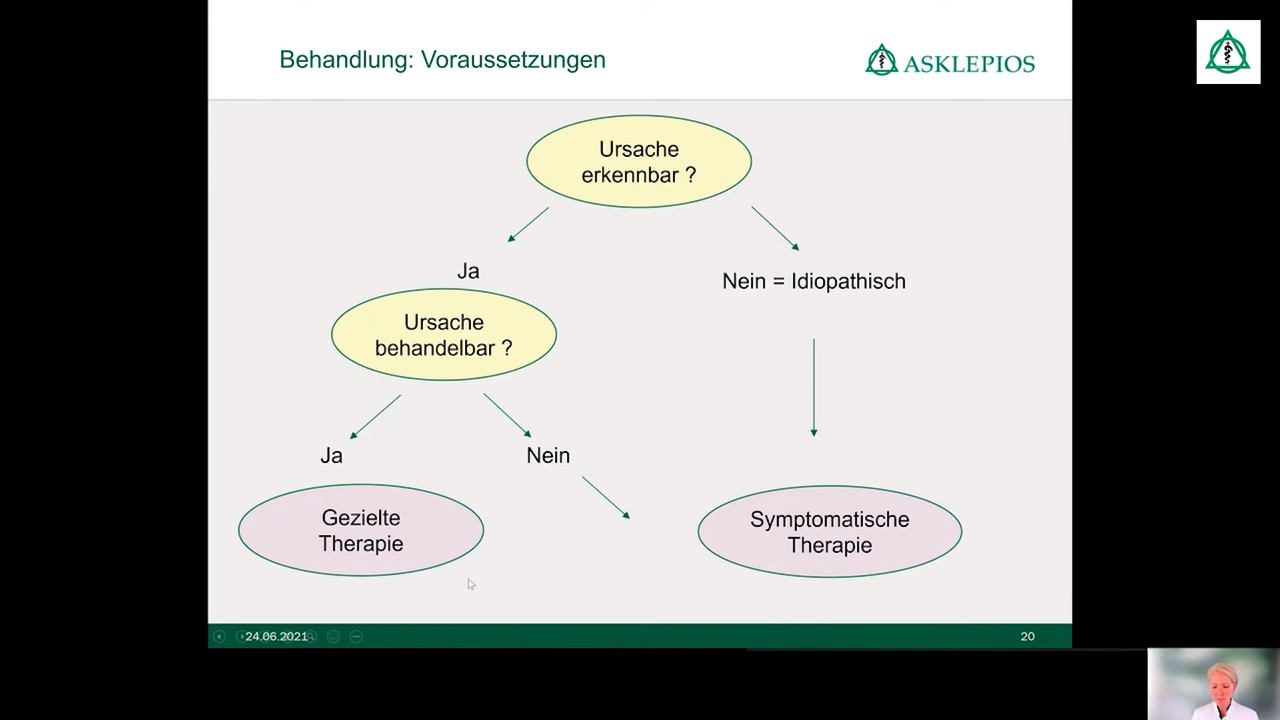 Behandlung: Voraussetzungen
ASKLEPIOS
Ursache
erkennbar ?
Ja
Nein = Idiopathisch
Ursache
behandelbar ?
Ja
Nein
Gezielte
Therapie
Symptomatische
Therapie
24.06.2021
20